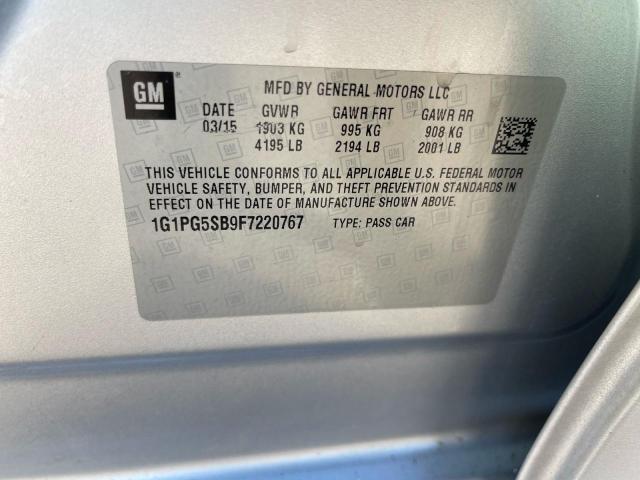 GM
MFD BY GENERAL MOTORS LLC
DATE GVWR GAWR FRT GAWR RR
03/15 1903 KG 995 KG 908 KG
4195 LB 2194 LB 2001 LB
THIS VEHICLE CONFORMS TO ALL APPLICABLE U.S. FEDERAL MOTOR
VEHICLE SAFETY, BUMPER, AND THEFT PREVENTION STANDARDS IN
EFFECT ON THE DATE OF MANUFACTURE SHOWN ABOVE.
1G1PG5SB9F7220767 TYPE: PASS CAR